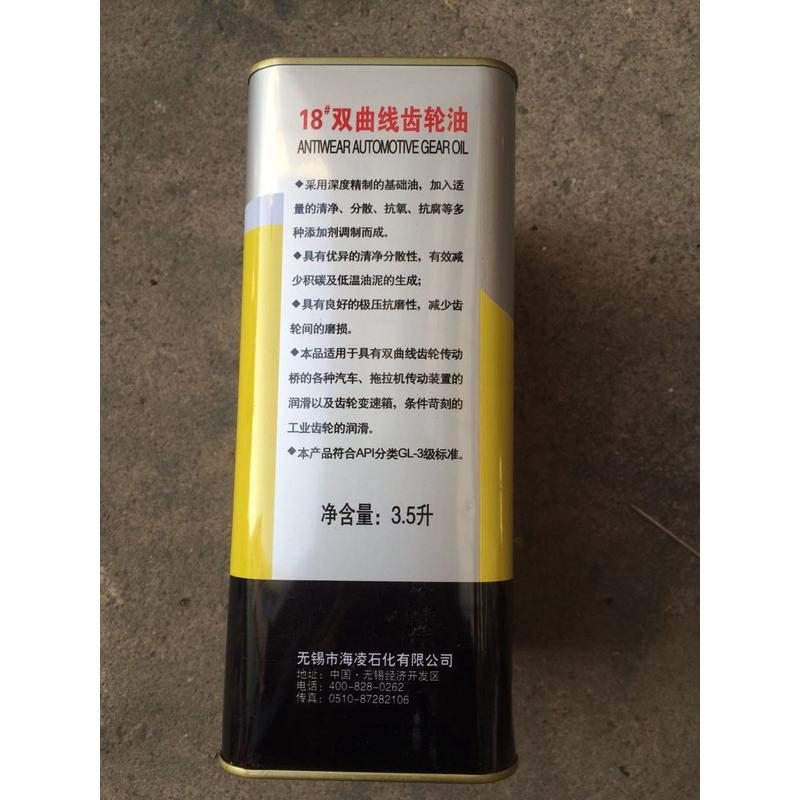 18#双曲线齿轮油
ANTIWEAR AUTOMOTIVE GEAR OIL
◆采用深度精制的基础油，加入适
量的清净、分散、抗氧、抗腐等多
种添加剂调制而成。
◆具有优异的清净分散性，有效减
少积碳及低温油泥的生成；
◆具有良好的极压抗磨性，减少齿
轮间的磨损。
◆本品适用于具有双曲线齿轮传动
桥的各种汽车、拖拉机传动装置的
润滑以及齿轮变速箱，条件苛刻的
工业齿轮的润滑。
◆本产品符合API分类GL-3级标准。
净含量：3.5升
无锡市海凌石化有限公司
地址：中国·无锡经济开发区
电话：400-828-0262
传真：0510-87282106